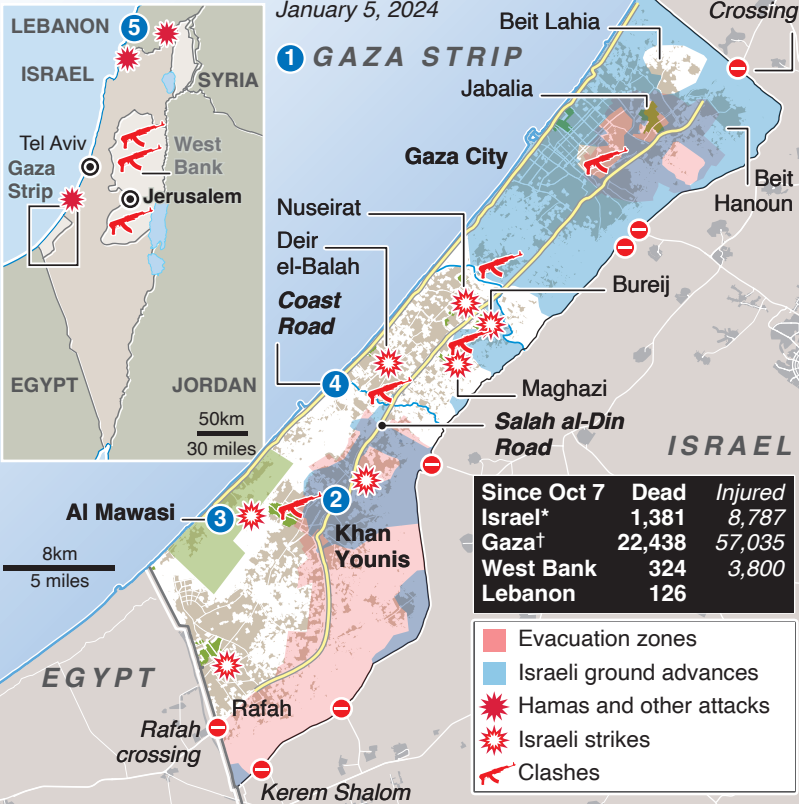 January 5, 2024
1 GAZA STRIP
LEBANON 5
ISRAEL
SYRIA
Tel Aviv
West
Bank
Gaza
Strip
Jerusalem
EGYPT
JORDAN
50km
30 miles
Crossing
Beit Lahia
Jabalia
Gaza City
Beit
Hanoun
Nuseirat
Deir
el-Balah
Bureij
Coast
Road
4
Maghazi
Salah al-Din
Road
ISRAEL
Al Mawasi
3
2
Khan
Younis
8km
5 miles
EGYPT
Rafah
Rafah
crossing
Kerem Shalom
Since Oct 7 Dead Injured
Israel* 1,381 8,787
Gaza† 22,438 57,035
West Bank 324 3,800
Lebanon 126
Evacuation zones
Israeli ground advances
Hamas and other attacks
Israeli strikes
Clashes